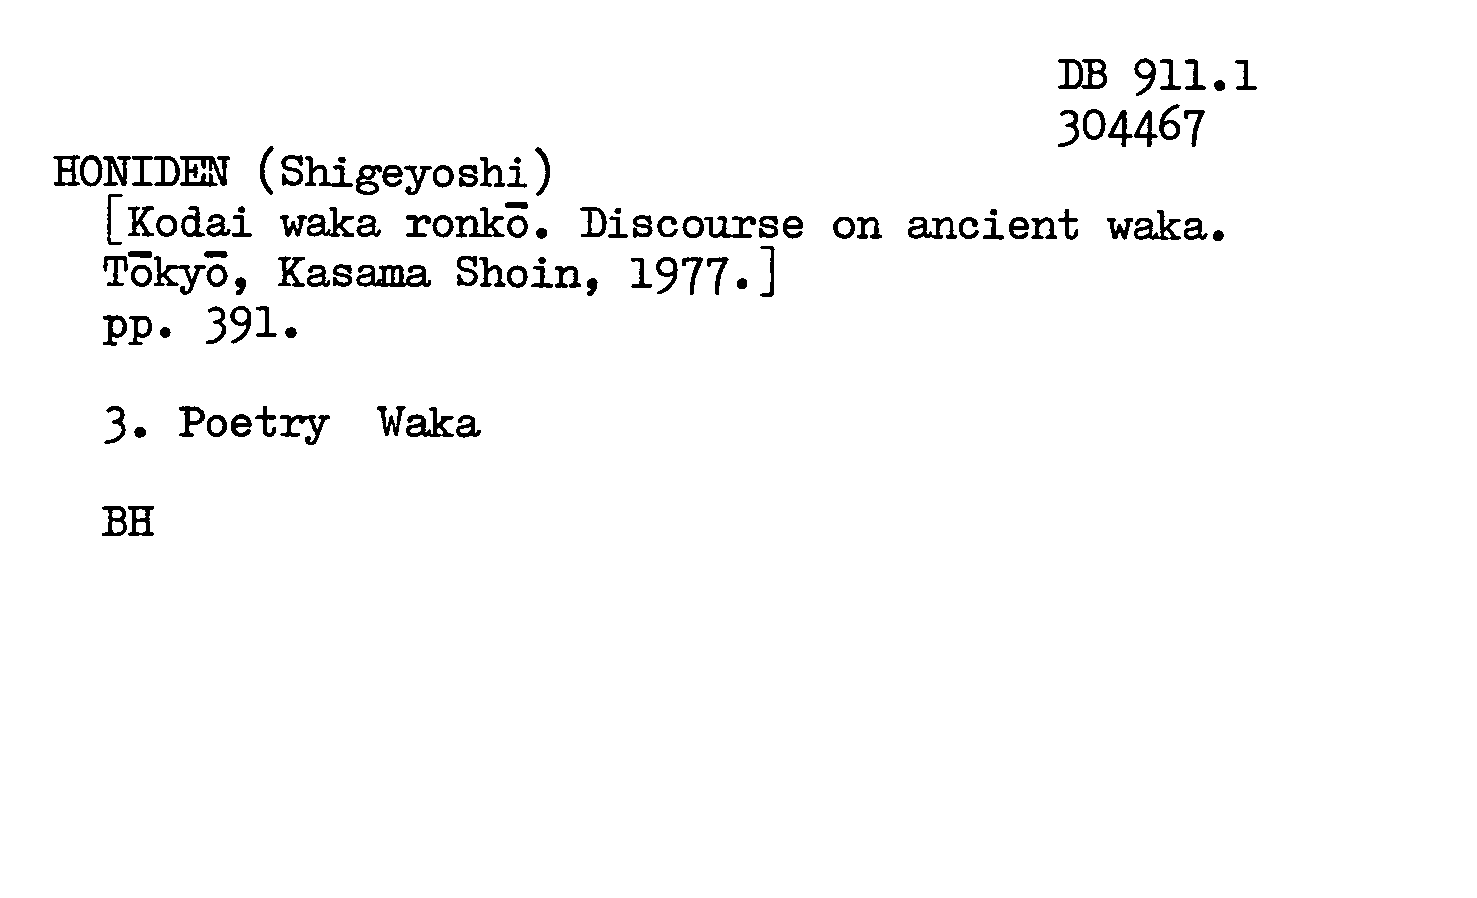 DB 911.1
304467
HONIDEN (Shigeyoshi)
[Kodai waka ronkō. Discourse on ancient waka.
Tōkyō, Kasama Shoin, 1977.]
pp. 391.
3. Poetry Waka
BH